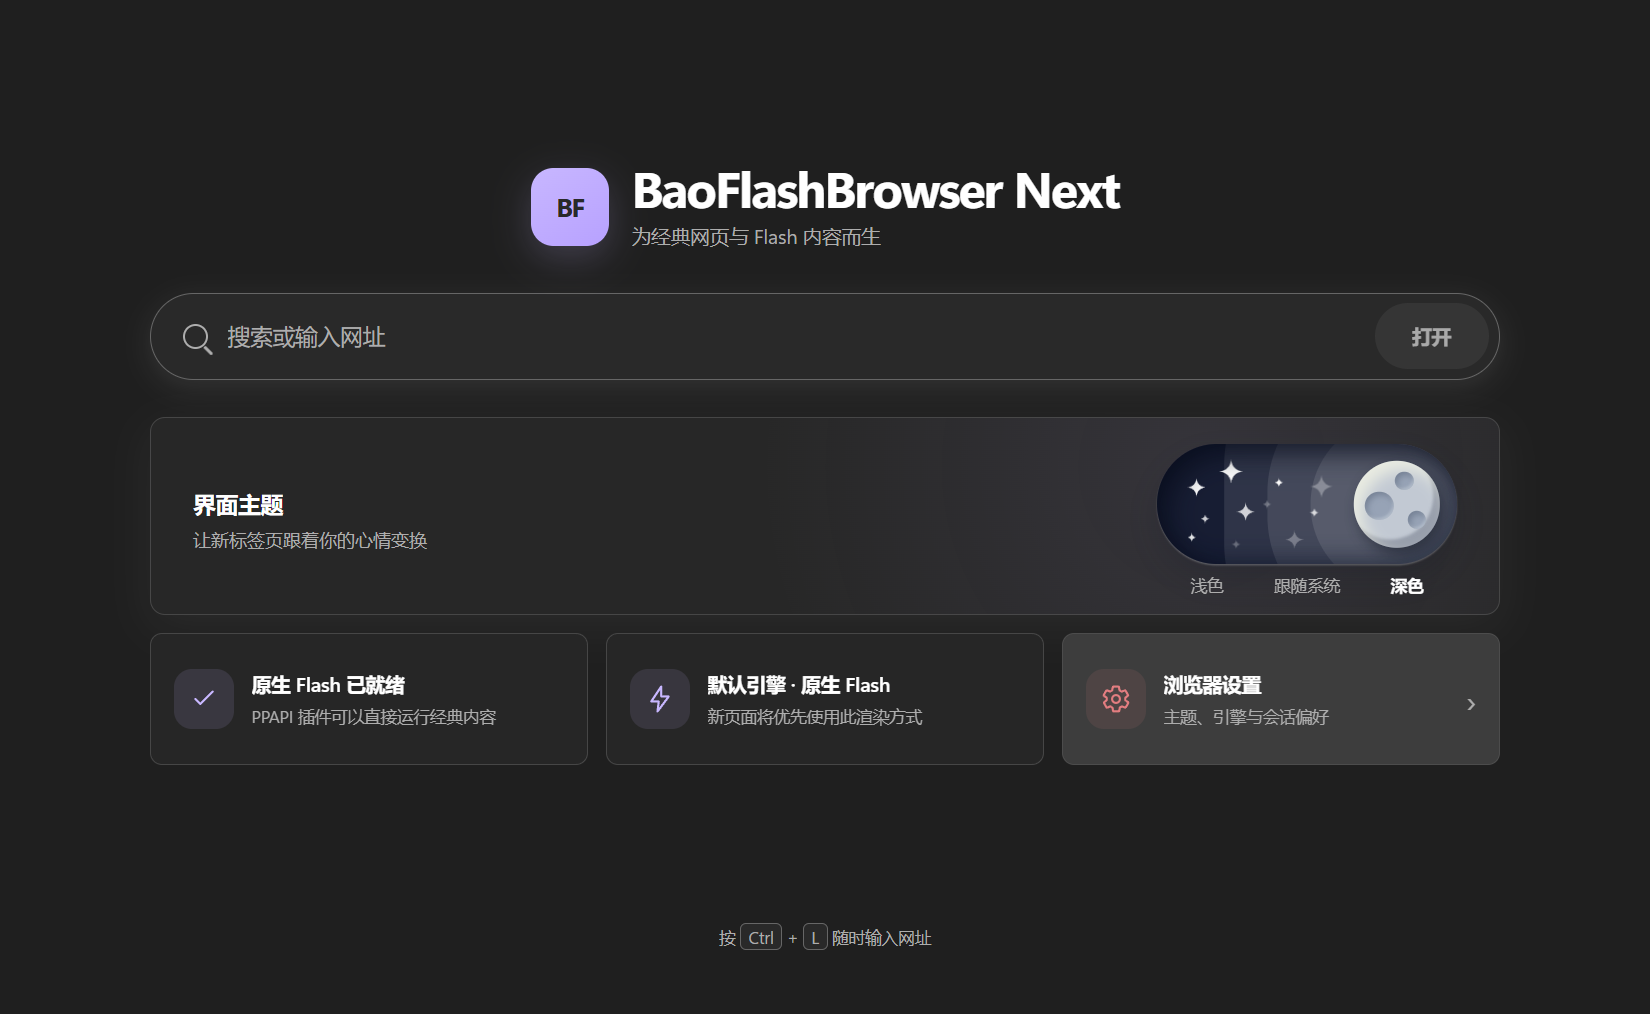 BF
BaoFlashBrowser Next
为经典网页与 Flash 内容而生
搜索或输入网址
打开
界面主题
让新标签页跟着你的心情变换
浅色
跟随系统
深色
原生 Flash 已就绪
PPAPI 插件可以直接运行经典内容
默认引擎 · 原生 Flash
新页面将优先使用此渲染方式
浏览器设置
主题、引擎与会话偏好
按 Ctrl + L 随时输入网址